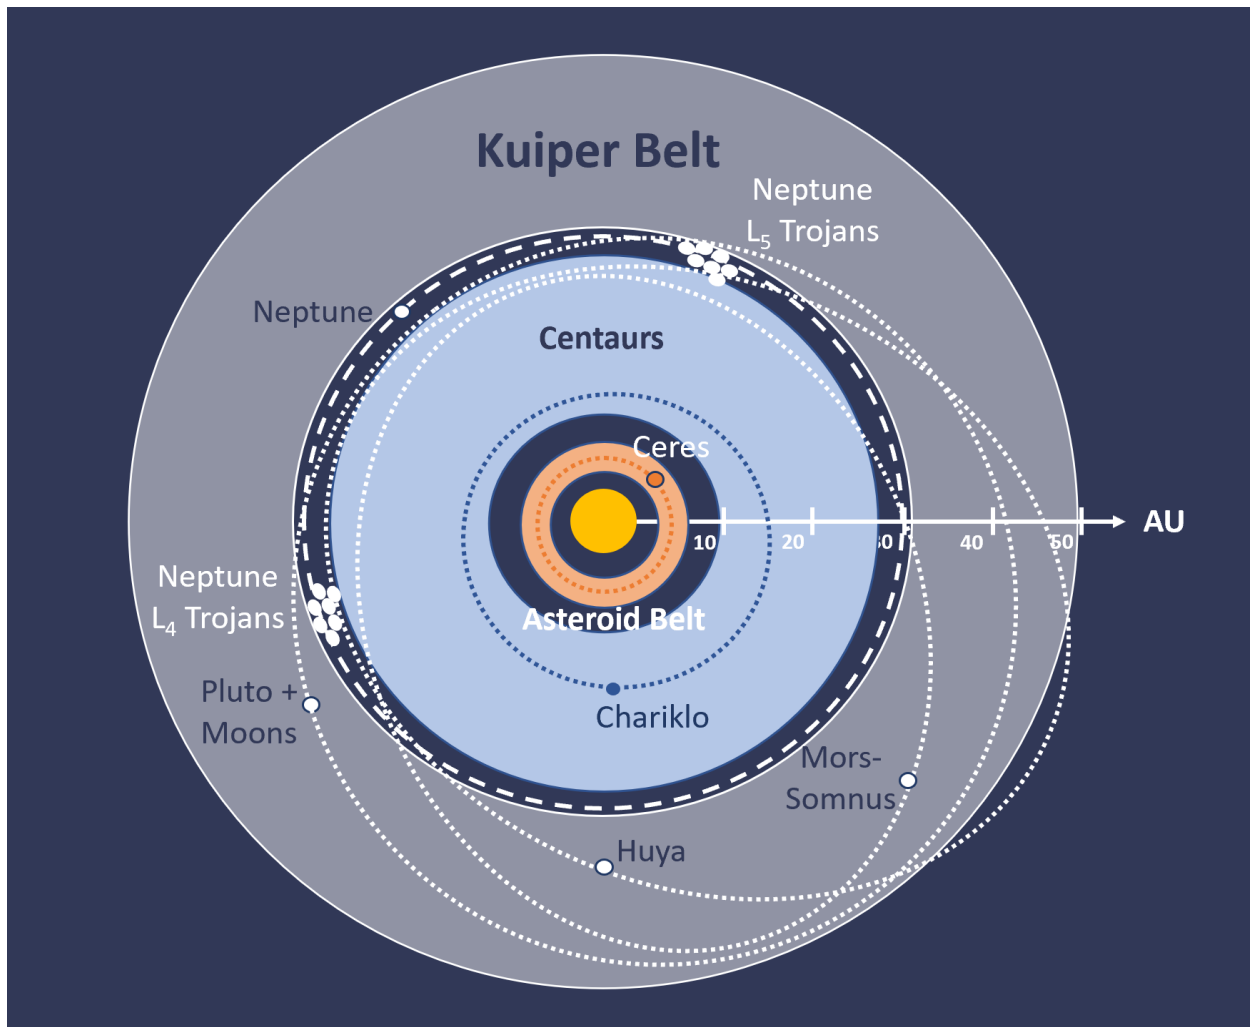 Kuiper Belt
Neptune
L5 Trojans
Neptune
Centaurs
Ceres
AU
10
20
30
40
50
Neptune
L4 Trojans
Asteroid Belt
Pluto +
Moons
Chariklo
Mors-
Somnus
Huya